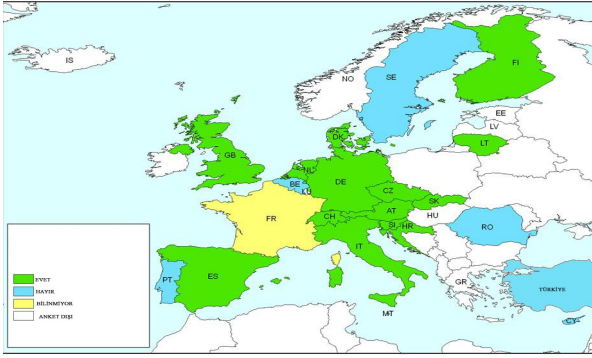 IS
NO
SE
FI
EE
LV
LT
DK
GB
NL
BE
LU
DE
CZ
SK
FR
CH
AT
HU
SI
HR
RO
IT
PT
ES
GR
TÜRKİYE
MT
CY
EVET
HAYIR
BİLİNMİYOR
ANKET DIŞI